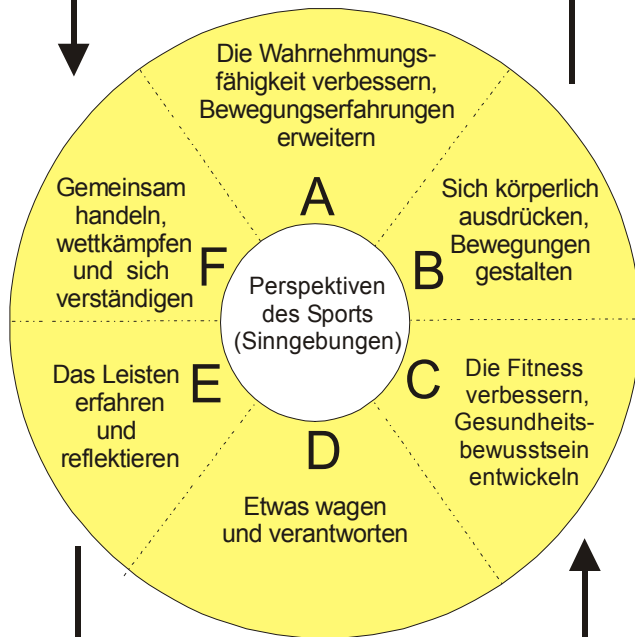 Die Wahrnehmungs-
fähigkeit verbessern,
Bewegungserfahrungen
erweitern
A
Sich körperlich
ausdrücken,
Bewegungen
gestalten
B
Die Fitness
verbessern,
Gesundheits-
bewusstsein
entwickeln
C
D
Etwas wagen
und verantworten
Das Leisten
erfahren
und
reflektieren
E
Gemeinsam
handeln,
wettkämpfen
und sich
verständigen
F
Perspektiven
des Sports
(Sinngebungen)